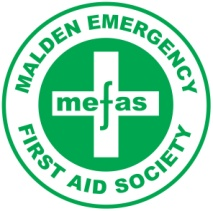 MALDEN EMERGENCY
mefas
FIRST AID SOCIETY